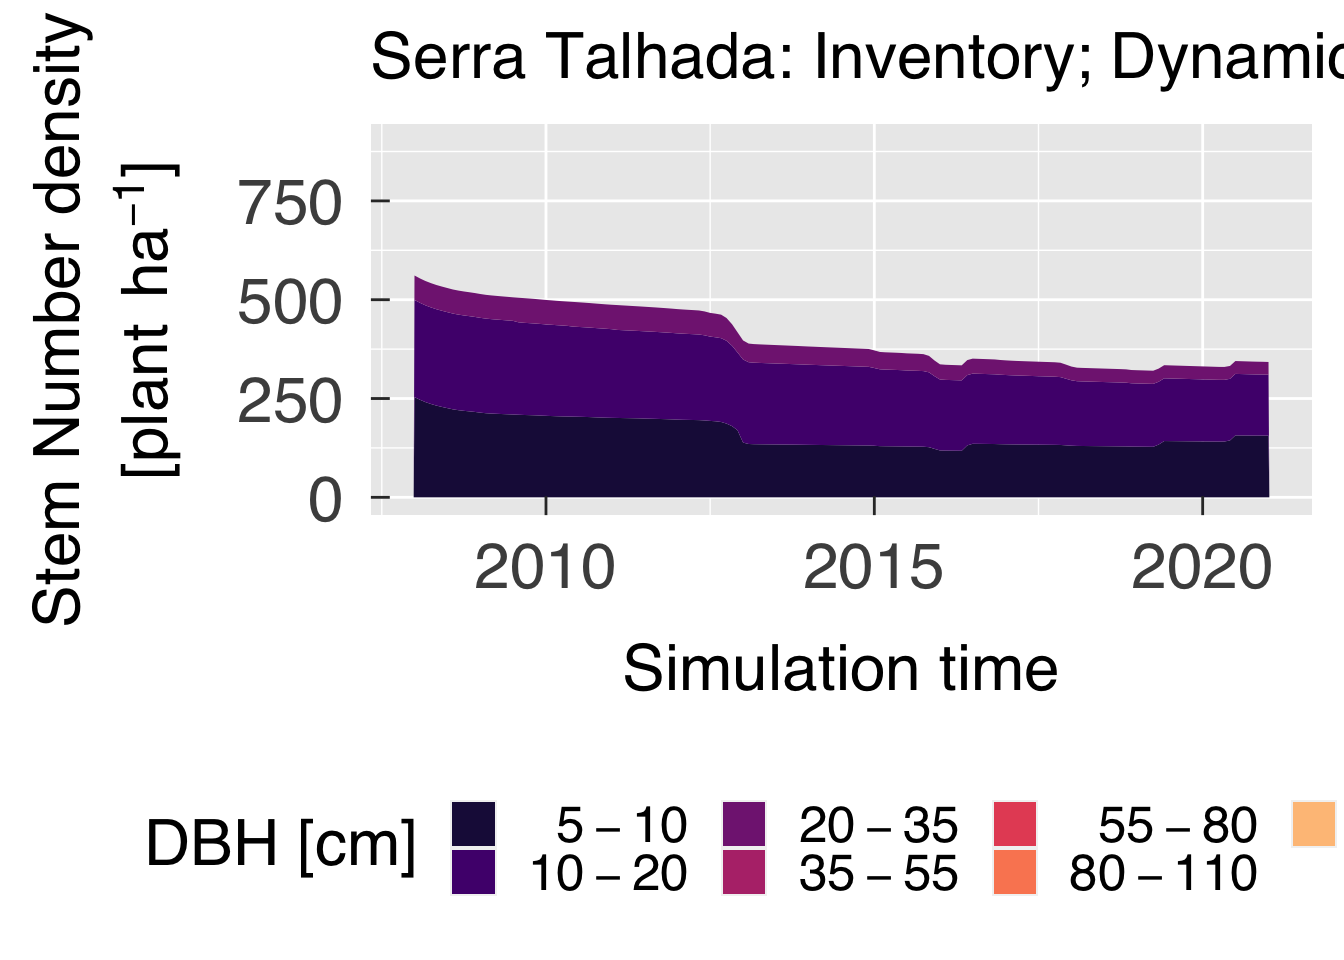 Serra Talhada: Inventory; Dynamic
Stem Number density
[plant ha⁻¹]
750
500
250
0
2010 2015 2020
Simulation time
DBH [cm]
5 – 10 20 – 35 55 – 80
10 – 20 35 – 55 80 – 110